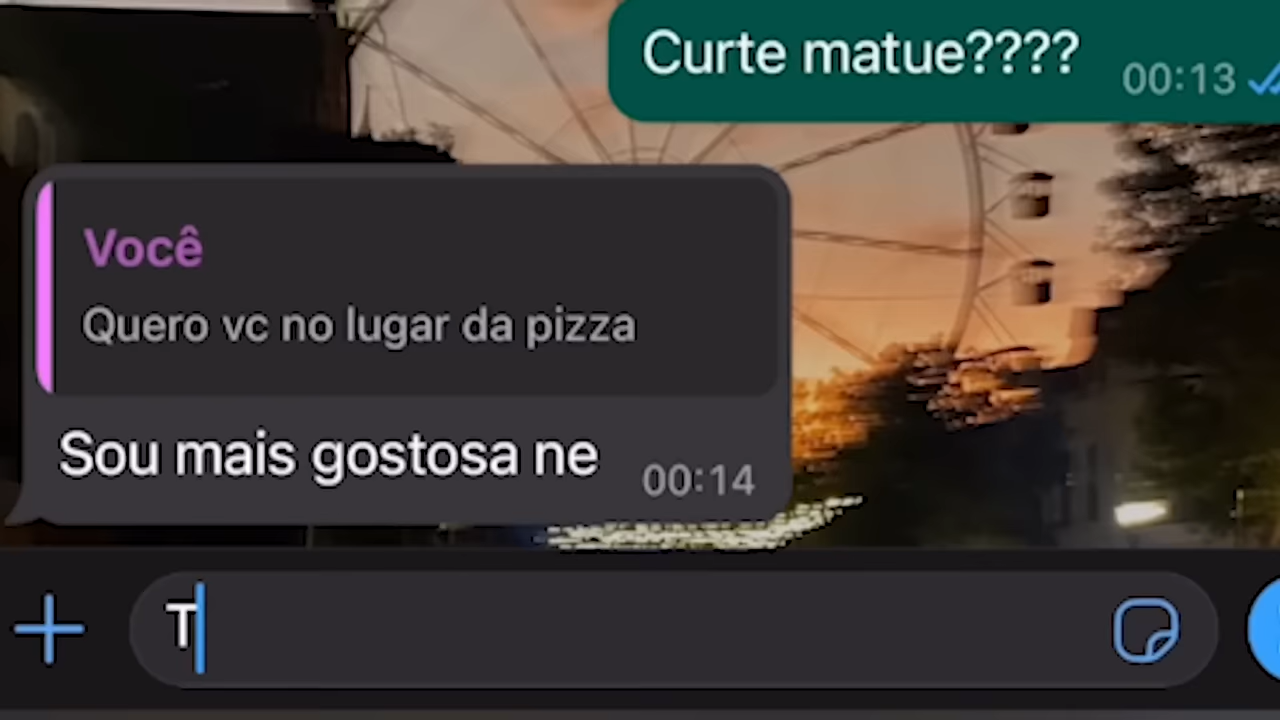 Curte matue????
00:13
Você
Quero vc no lugar da pizza
Sou mais gostosa ne
00:14
T